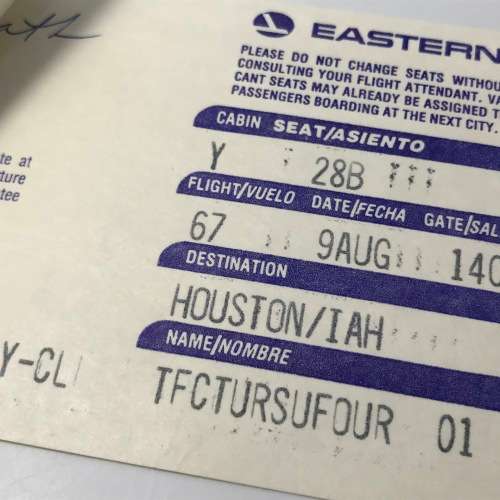 EASTERN
PLEASE DO NOT CHANGE SEATS WITHOU
CONSULTING YOUR FLIGHT ATTENDANT. VA
CANT SEATS MAY ALREADY BE ASSIGNED T
PASSENGERS BOARDING AT THE NEXT CITY.
CABIN SEAT/ASIENTO
Y 28B
te at
ture
tee
FLIGHT/VUELO DATE/FECHA GATE/SAL
67 9AUG 14C
DESTINATION
HOUSTON/IAH
NAME/NOMBRE
Y-CL
TFCTURSUFOUR 01